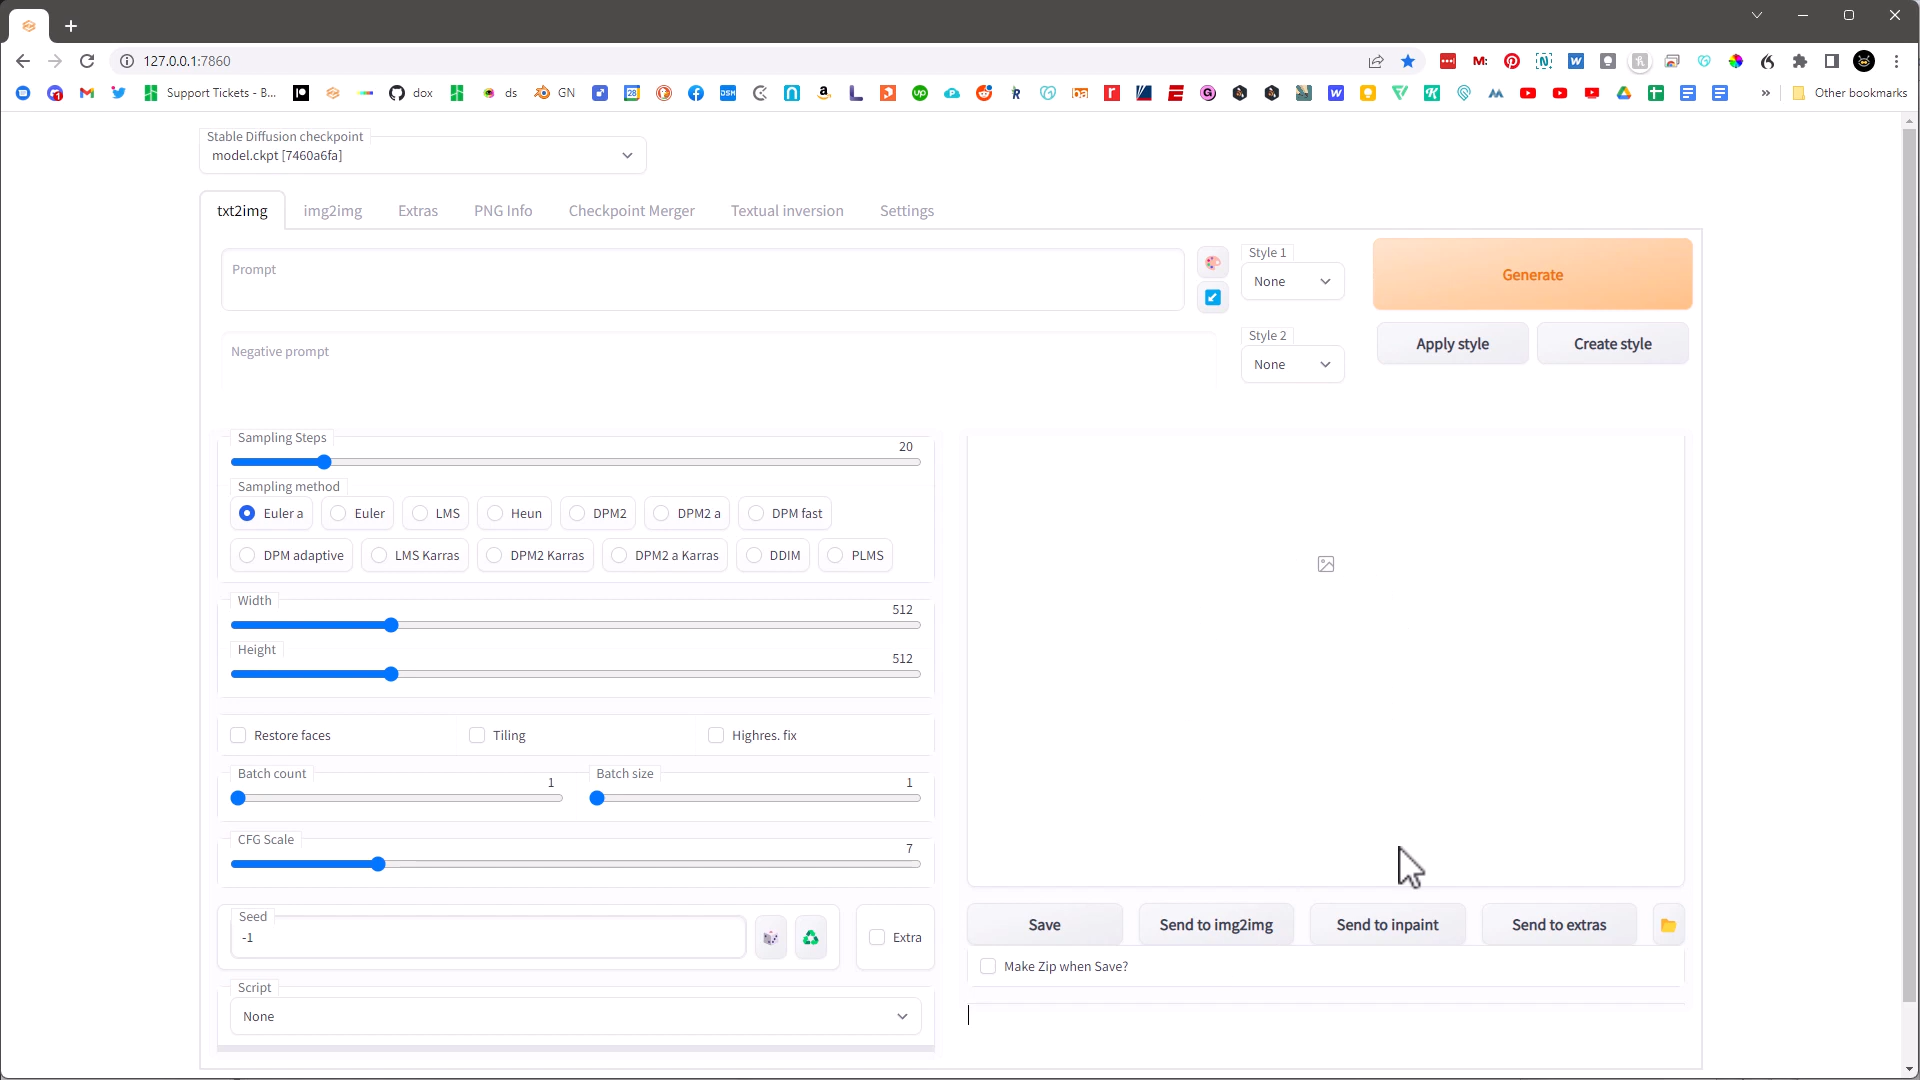 127.0.0.1:7860
Support Tickets - B...
dox
ds
GN
Other bookmarks
Stable Diffusion checkpoint
model.ckpt [7460a6fa]
txt2img
img2img
Extras
PNG Info
Checkpoint Merger
Textual inversion
Settings
Prompt
Style 1
None
Generate
Negative prompt
Style 2
None
Apply style
Create style
Sampling Steps
20
Sampling method
Euler a
Euler
LMS
Heun
DPM2
DPM2 a
DPM fast
DPM adaptive
LMS Karras
DPM2 Karras
DPM2 a Karras
DDIM
PLMS
Width
512
Height
512
Restore faces
Tiling
Highres. fix
Batch count
1
Batch size
1
CFG Scale
7
Seed
-1
Extra
Script
None
Save
Send to img2img
Send to inpaint
Send to extras
Make Zip when Save?